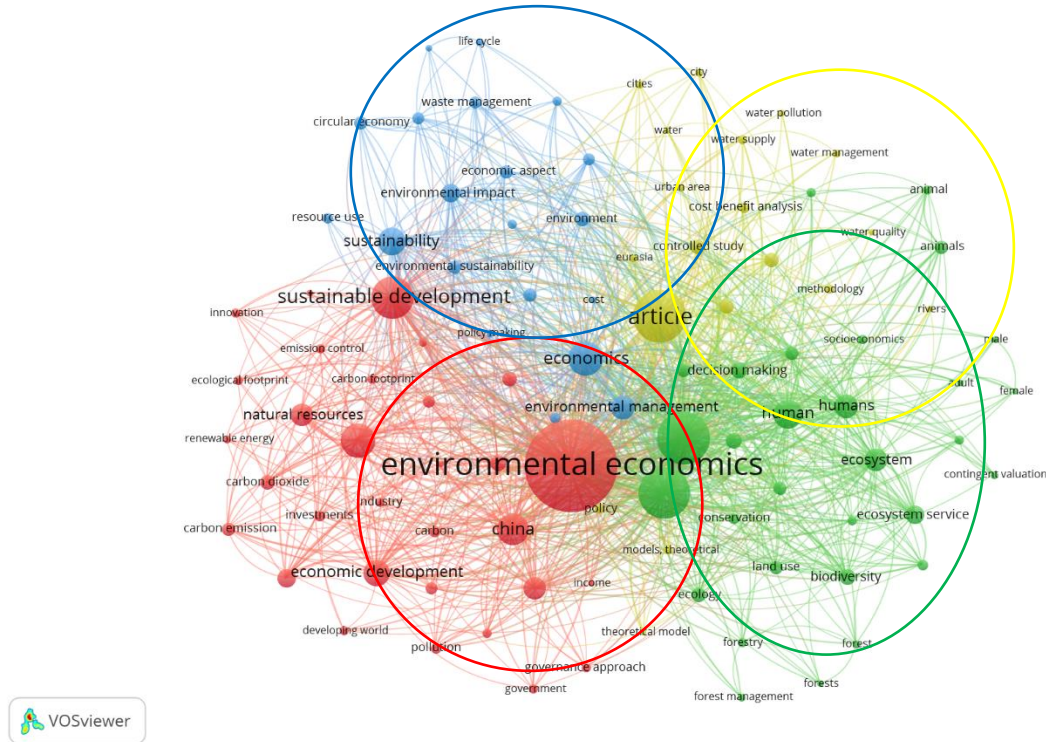 life cycle
city
cities
waste management
water pollution
circular economy
water
water supply
water management
economic aspect
environmental impact
urban area
animal
cost benefit analysis
resource use
environment
water quality
sustainability
controlled study
animals
eurasia
environmental sustainability
methodology
sustainable development
cost
innovation
article
rivers
policy making
socioeconomics
male
emission control
economics
decision making
ecological footprint
carbon footprint
adult
female
natural resources
environmental management
human
humans
renewable energy
environmental economics
ecosystem
contingent valuation
carbon dioxide
industry
policy
investments
conservation
ecosystem service
carbon emission
carbon
china
models, theoretical
land use
biodiversity
economic development
income
ecology
developing world
theoretical model
pollution
forestry
forest
governance approach
government
forests
forest management
VOSviewer